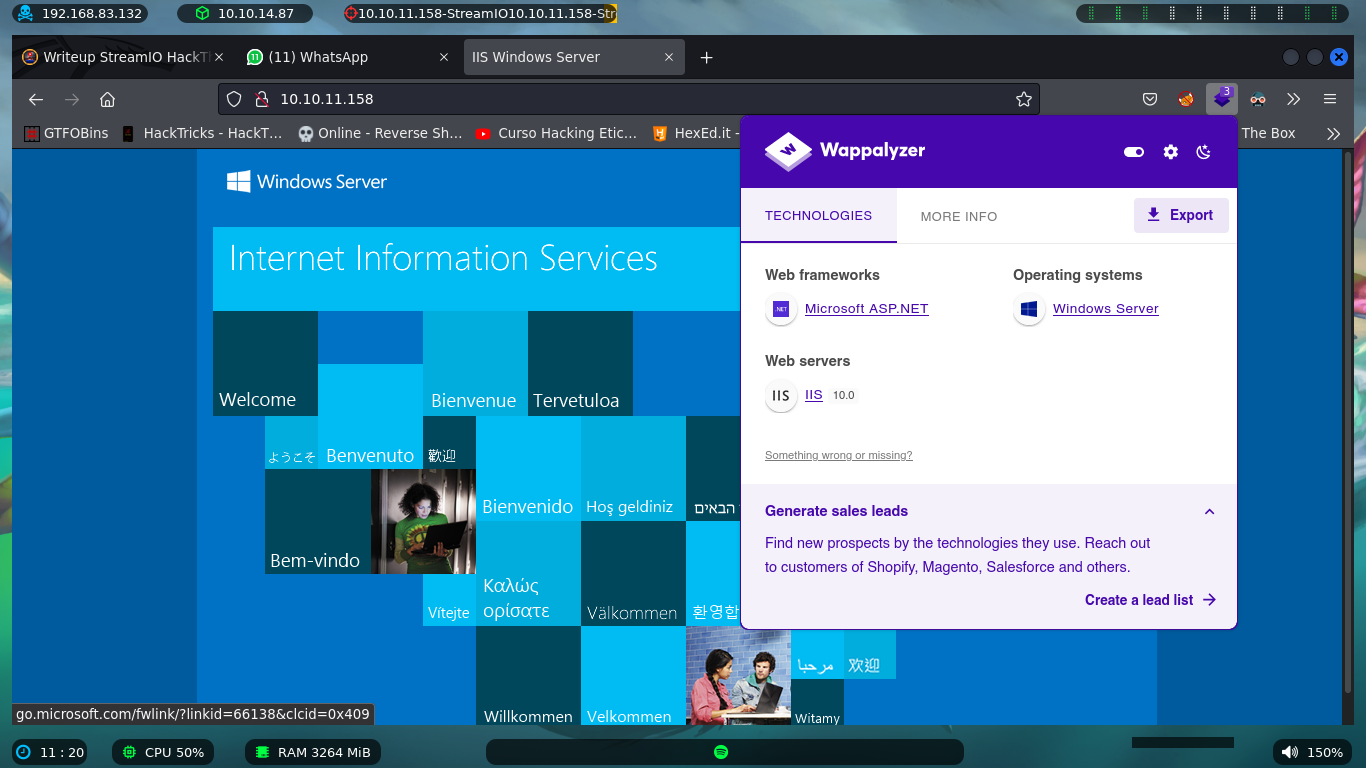 192.168.83.132
10.10.14.87
10.10.11.158-StreamIO10.10.11.158-Str
Writeup StreamIO HackTh
(11) WhatsApp
IIS Windows Server
10.10.11.158
3
GTFOBins
HackTricks - HackT…
Online - Reverse Sh…
Curso Hacking Etic…
HexEd.it -
The Box
Windows Server
Internet Information Services
Welcome
Bienvenue
Tervetuloa
ようこそ
Benvenuto
歡迎
Bienvenido
Hoş geldiniz
הבאים
Bem-vindo
Καλώς
ορίσατε
Vítejte
Välkommen
환영합
مرحبا
欢迎
Willkommen
Velkommen
Witamy
Wappalyzer
TECHNOLOGIES
MORE INFO
Export
Web frameworks
Operating systems
NET
Microsoft ASP.NET
Windows Server
Web servers
IIS
IIS
10.0
Something wrong or missing?
Generate sales leads
Find new prospects by the technologies they use. Reach out
to customers of Shopify, Magento, Salesforce and others.
Create a lead list
go.microsoft.com/fwlink/?linkid=66138&clcid=0x409
11 : 20
CPU 50%
RAM 3264 MiB
150%